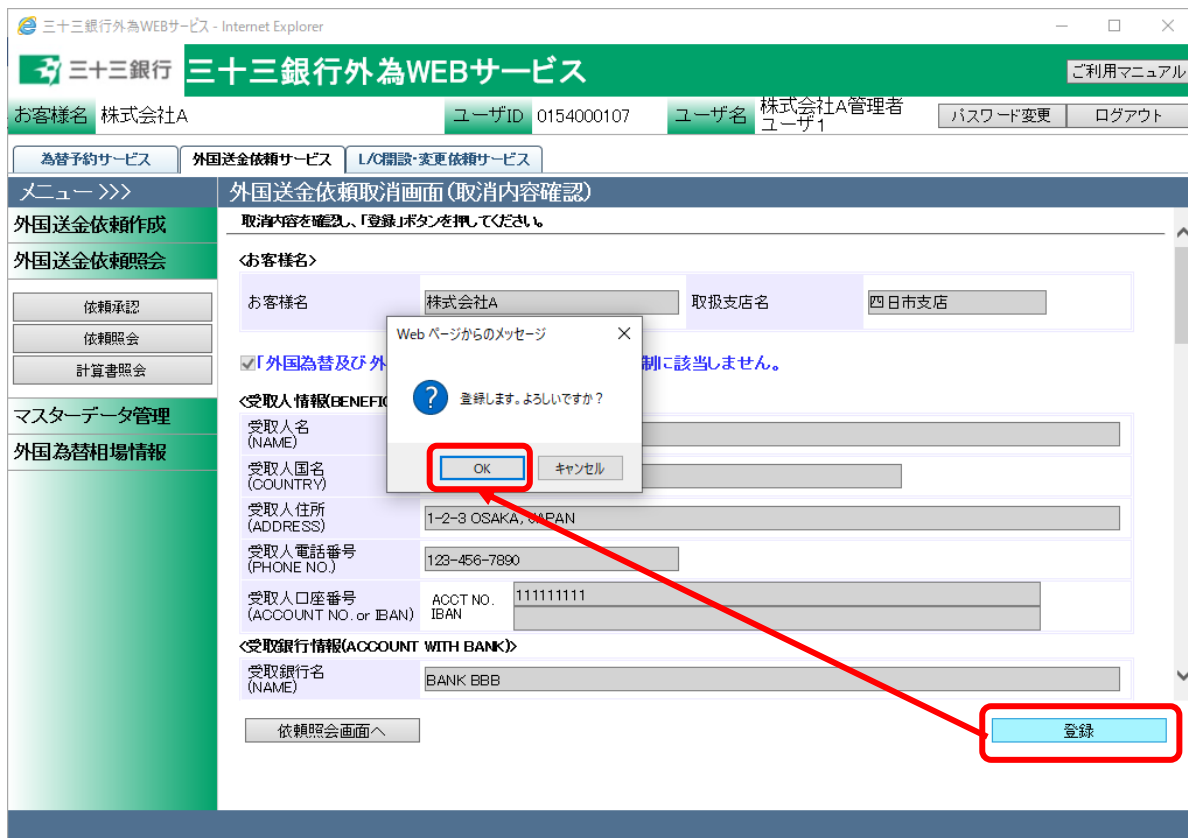 三十三銀行外為WEBサービス - Internet Explorer
三十三銀行 三十三銀行外為WEBサービス ご利用マニュアル
お客様名 株式会社A ユーザID 0154000107 ユーザ名 株式会社A管理者
ユーザ1
パスワード変更 ログアウト
為替予約サービス 外国送金依頼サービス L/C開設・変更依頼サービス
メニュー >>> 外国送金依頼取消画面(取消内容確認)
外国送金依頼作成
外国送金依頼照会
依頼承認
依頼照会
計算書照会
マスターデータ管理
外国為替相場情報
取消内容を確認し、「登録」ボタンを押してください。
<お客様名>
お客様名 株式会社A 取扱支店名 四日市支店
「外国為替及び外 制に該当しません。
Web ページからのメッセージ
登録します。よろしいですか?
OK キャンセル
<受取人情報(BENEFIC
受取人名
(NAME)
受取人国名
(COUNTRY)
受取人住所
(ADDRESS)
1-2-3 OSAKA, JAPAN
受取人電話番号
(PHONE NO.)
123-456-7890
受取人口座番号
(ACCOUNT NO. or IBAN)
ACCT NO. 111111111
IBAN
<受取銀行情報(ACCOUNT WITH BANK)>
受取銀行名
(NAME)
BANK BBB
依頼照会画面へ 登録